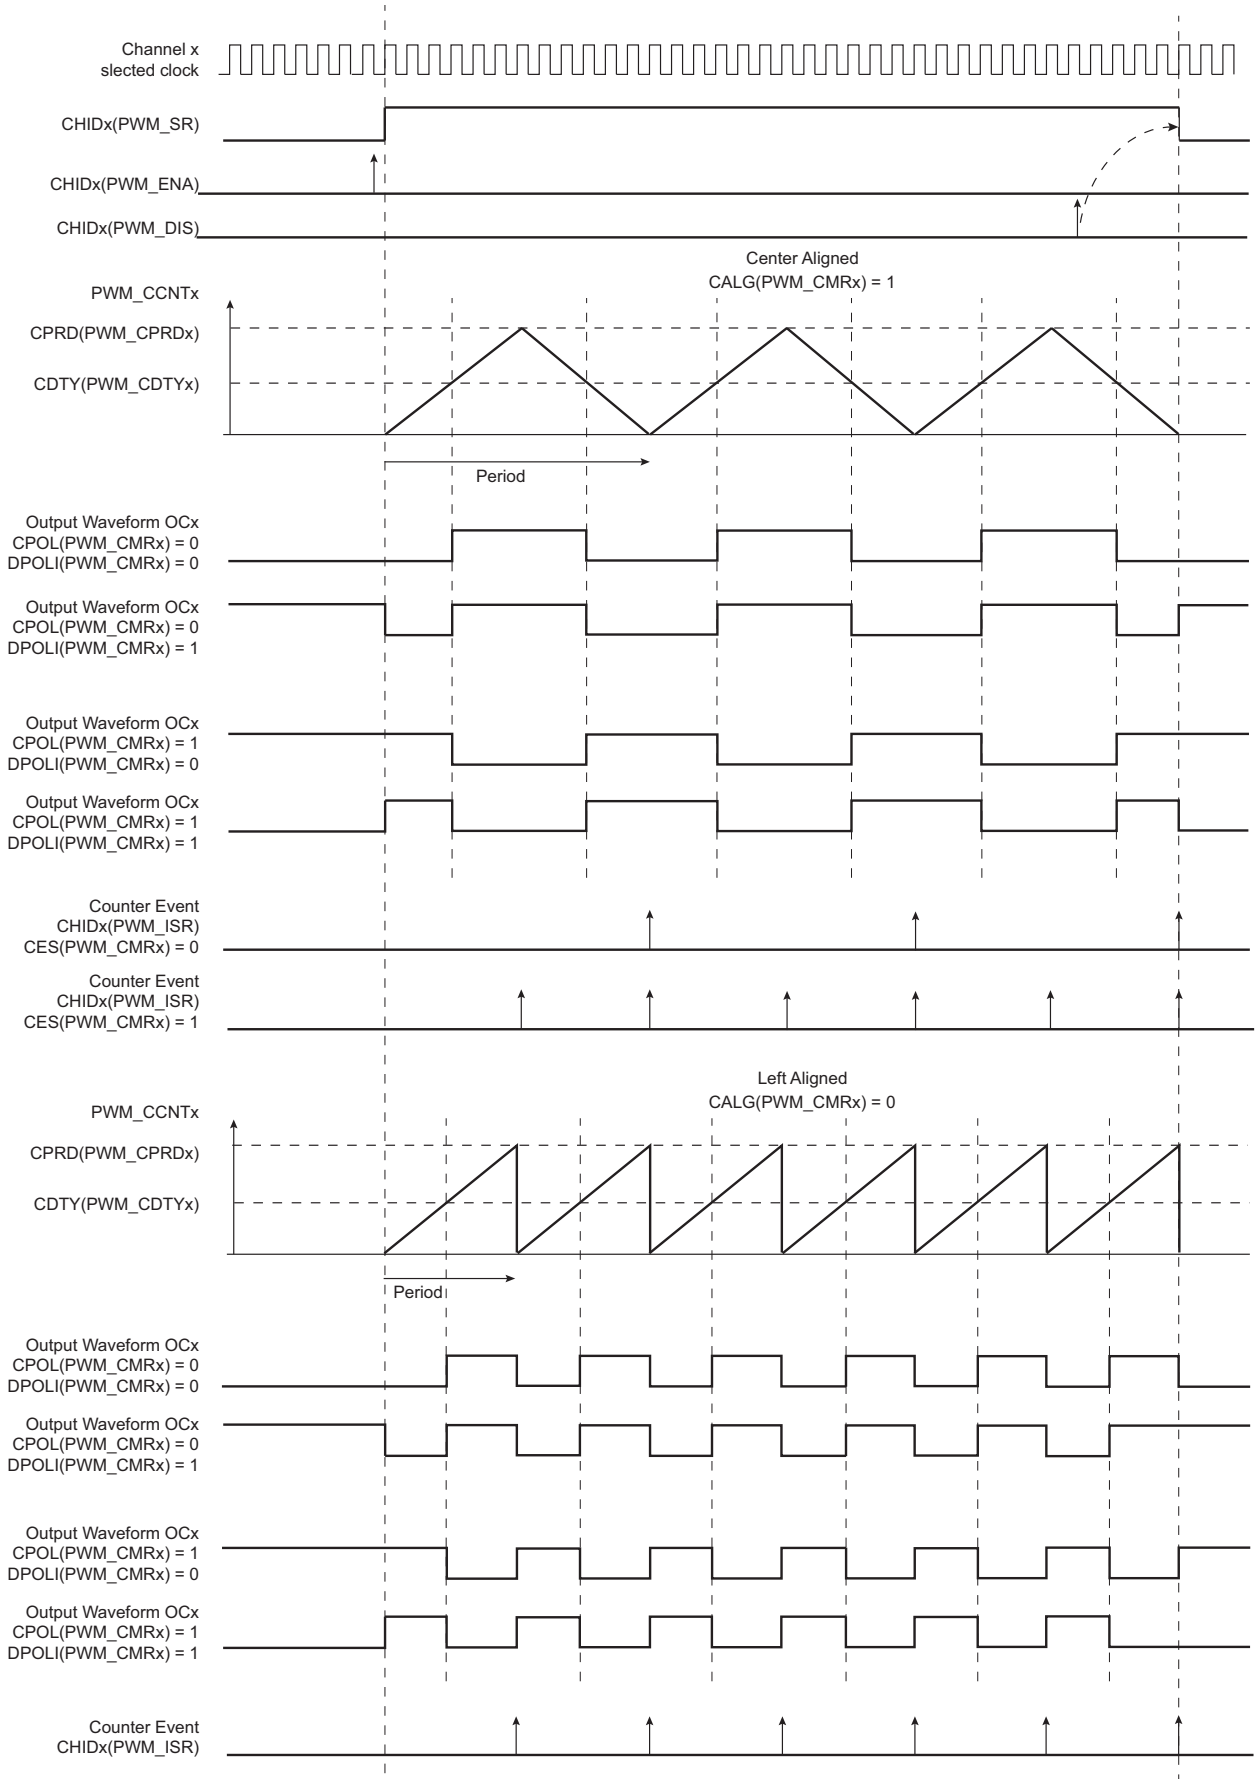 Channel x
slected clock
CHIDx(PWM_SR)
CHIDx(PWM_ENA)
CHIDx(PWM_DIS)
Center Aligned
CALG(PWM_CMRx) = 1
PWM_CCNTx
CPRD(PWM_CPRDx)
CDTY(PWM_CDTYx)
Period
Output Waveform OCx
CPOL(PWM_CMRx) = 0
DPOLI(PWM_CMRx) = 0
Output Waveform OCx
CPOL(PWM_CMRx) = 0
DPOLI(PWM_CMRx) = 1
Output Waveform OCx
CPOL(PWM_CMRx) = 1
DPOLI(PWM_CMRx) = 0
Output Waveform OCx
CPOL(PWM_CMRx) = 1
DPOLI(PWM_CMRx) = 1
Counter Event
CHIDx(PWM_ISR)
CES(PWM_CMRx) = 0
Counter Event
CHIDx(PWM_ISR)
CES(PWM_CMRx) = 1
Left Aligned
CALG(PWM_CMRx) = 0
PWM_CCNTx
CPRD(PWM_CPRDx)
CDTY(PWM_CDTYx)
Period
Output Waveform OCx
CPOL(PWM_CMRx) = 0
DPOLI(PWM_CMRx) = 0
Output Waveform OCx
CPOL(PWM_CMRx) = 0
DPOLI(PWM_CMRx) = 1
Output Waveform OCx
CPOL(PWM_CMRx) = 1
DPOLI(PWM_CMRx) = 0
Output Waveform OCx
CPOL(PWM_CMRx) = 1
DPOLI(PWM_CMRx) = 1
Counter Event
CHIDx(PWM_ISR)